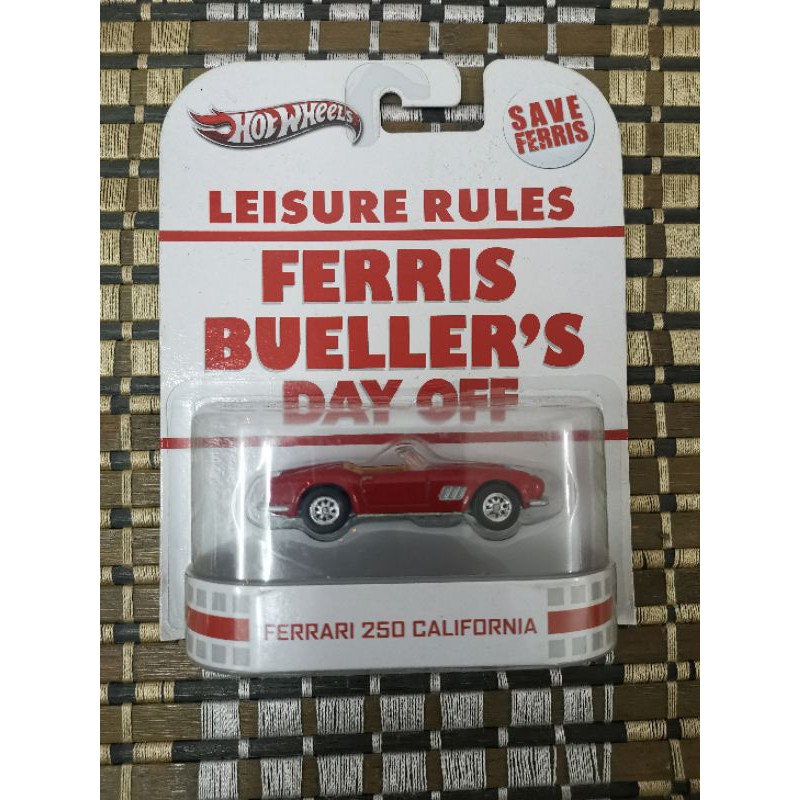 HOT WHEELS
SAVE
FERRIS
LEISURE RULES
FERRIS
BUELLER'S
DAY OFF
FERRARI 250 CALIFORNIA